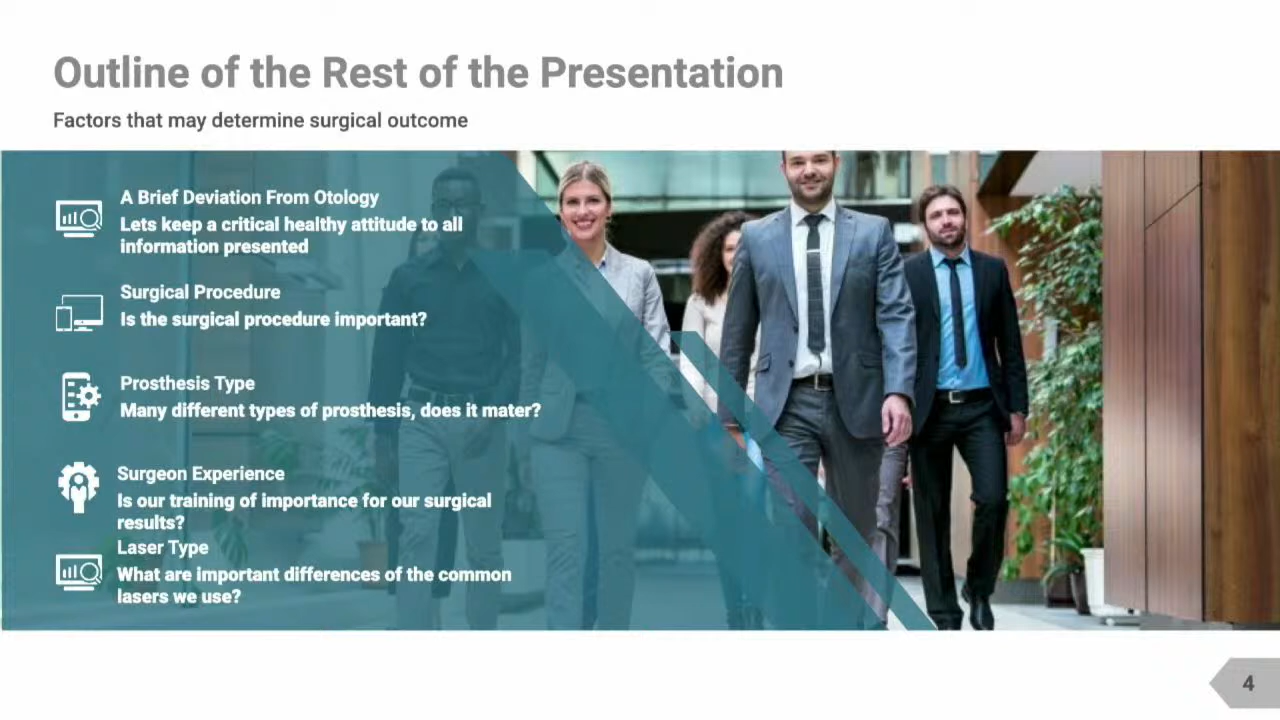 Outline of the Rest of the Presentation
Factors that may determine surgical outcome
A Brief Deviation From Otology
Lets keep a critical healthy attitude to all
information presented
Surgical Procedure
Is the surgical procedure important?
Prosthesis Type
Many different types of prosthesis, does it mater?
Surgeon Experience
Is our training of importance for our surgical
results?
Laser Type
What are important differences of the common
lasers we use?
4